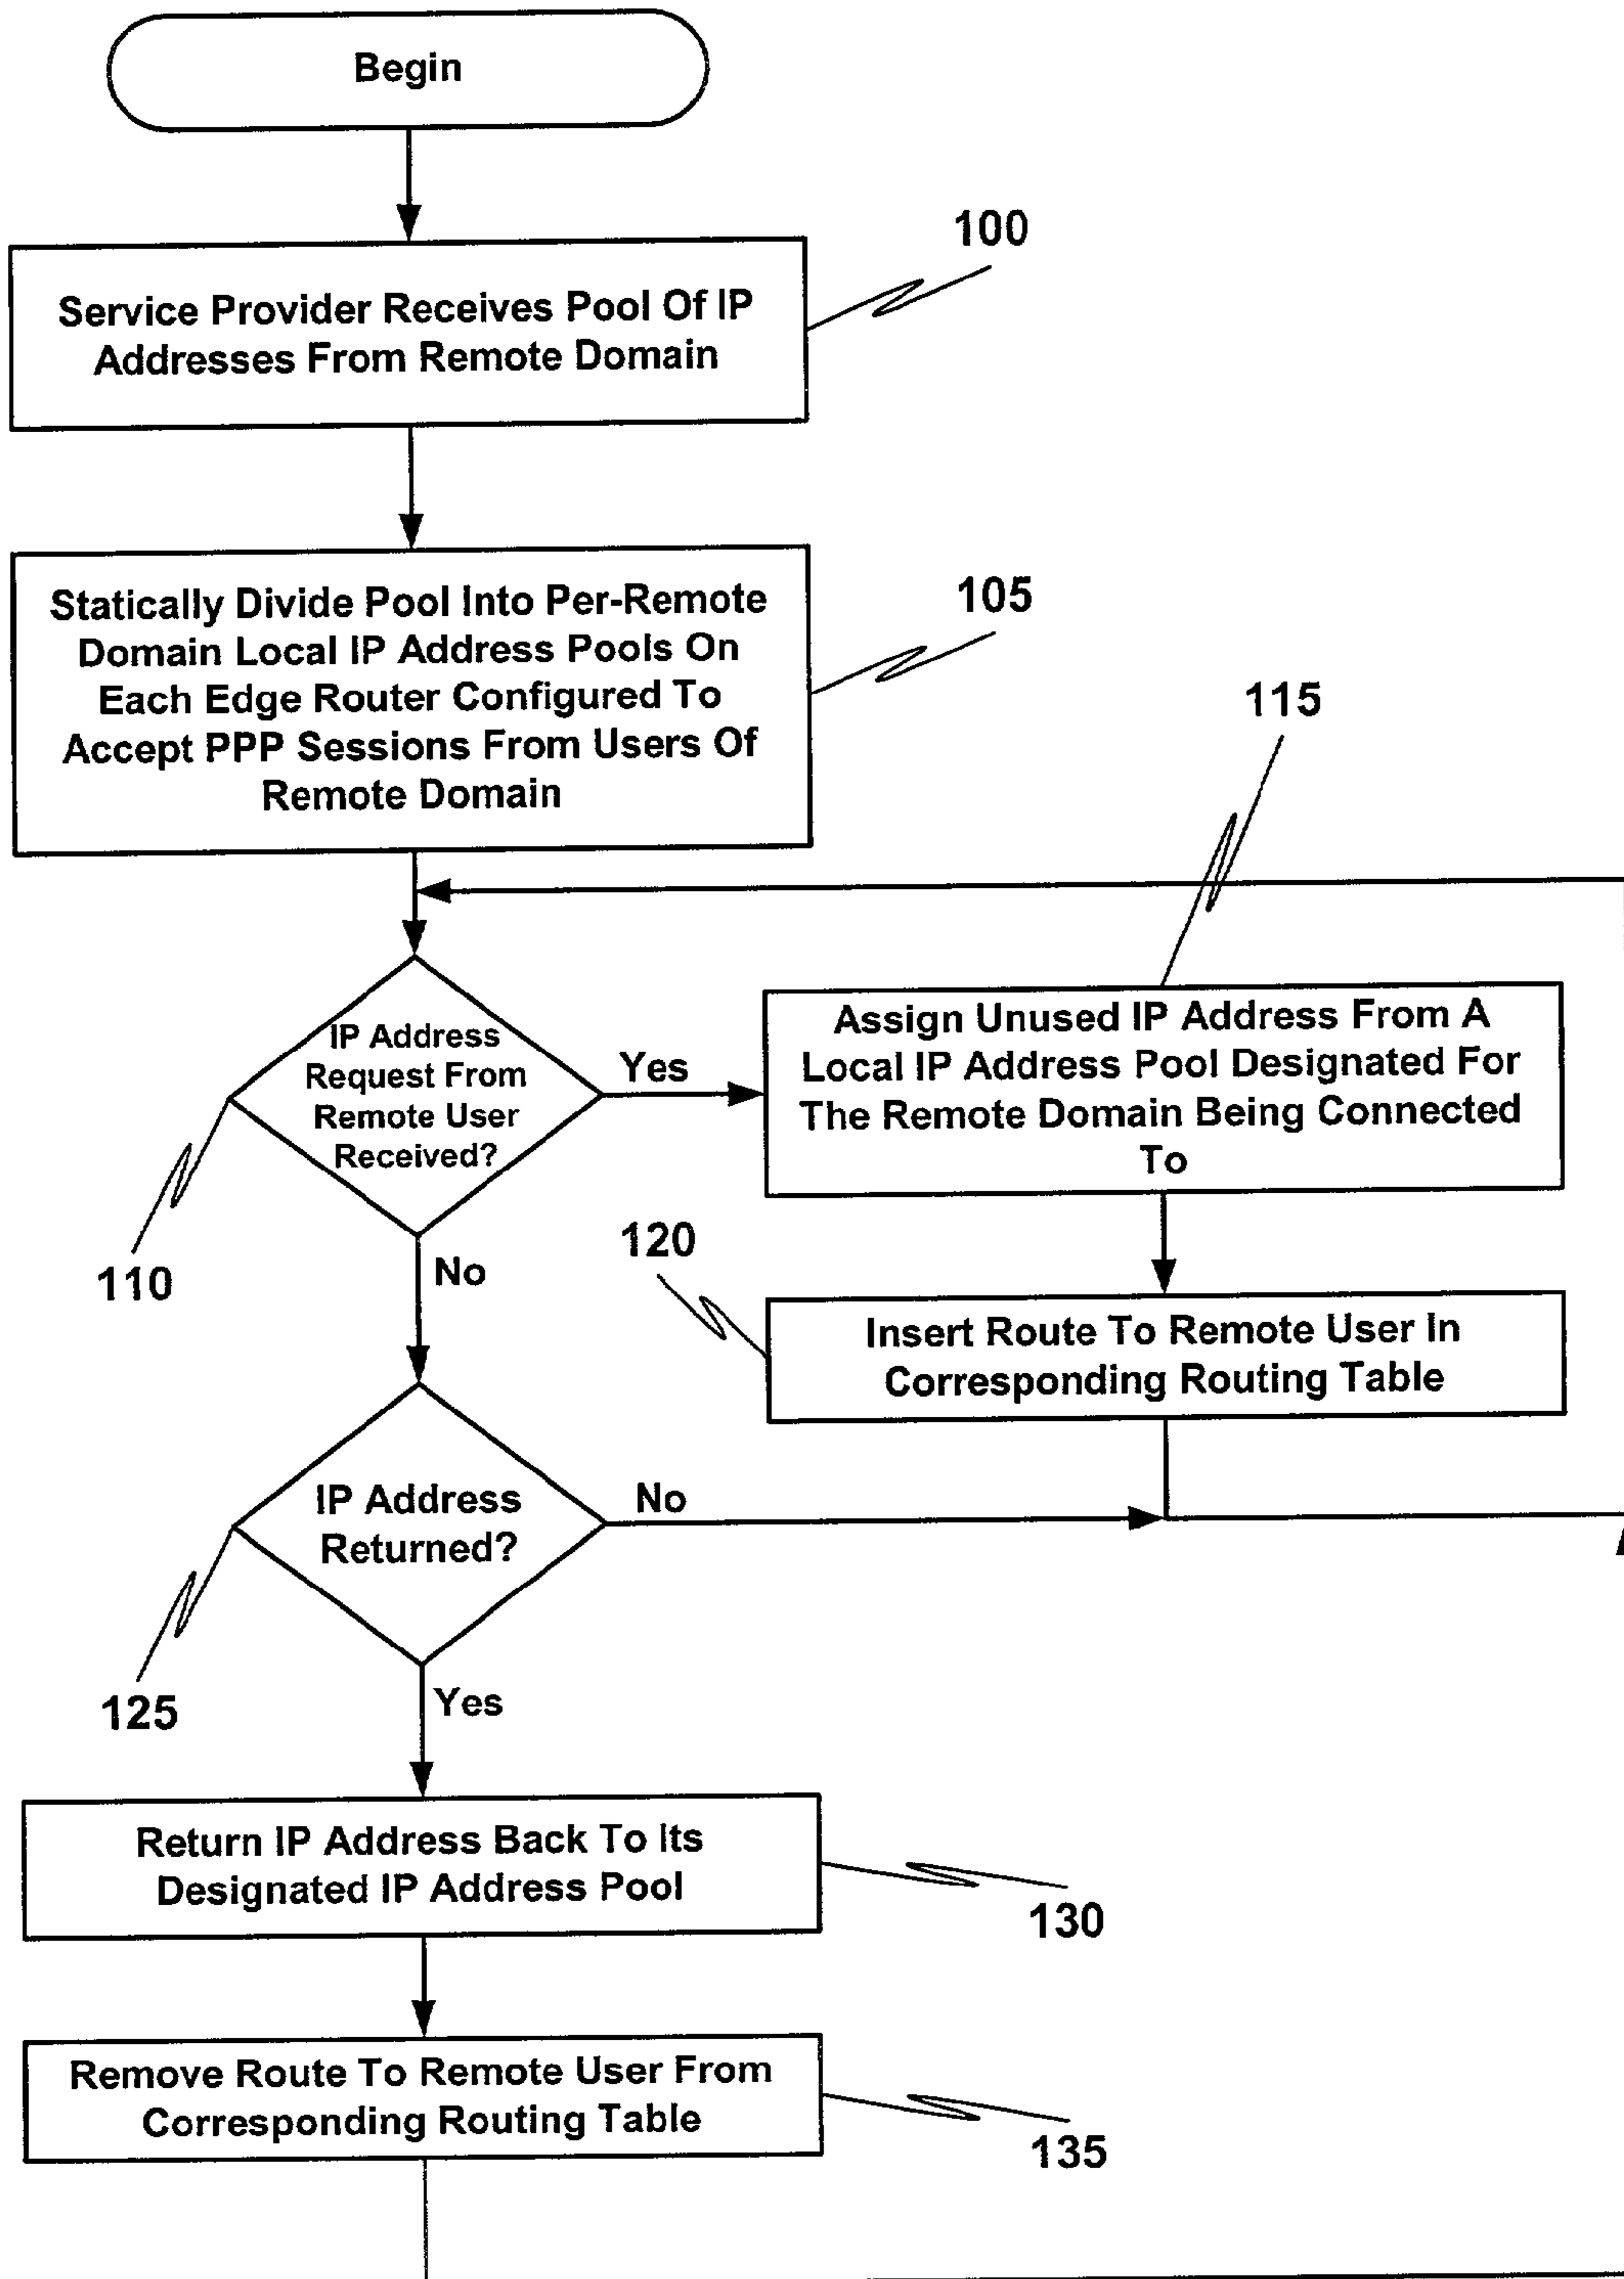 Begin
100
Service Provider Receives Pool Of IP
Addresses From Remote Domain
105
Statically Divide Pool Into Per-Remote
Domain Local IP Address Pools On
Each Edge Router Configured To
Accept PPP Sessions From Users Of
Remote Domain
115
IP Address
Request From
Remote User
Received?
Yes
Assign Unused IP Address From A
Local IP Address Pool Designated For
The Remote Domain Being Connected
To
110
No
120
Insert Route To Remote User In
Corresponding Routing Table
IP Address
Returned?
No
125
Yes
Return IP Address Back To Its
Designated IP Address Pool
130
Remove Route To Remote User From
Corresponding Routing Table
135